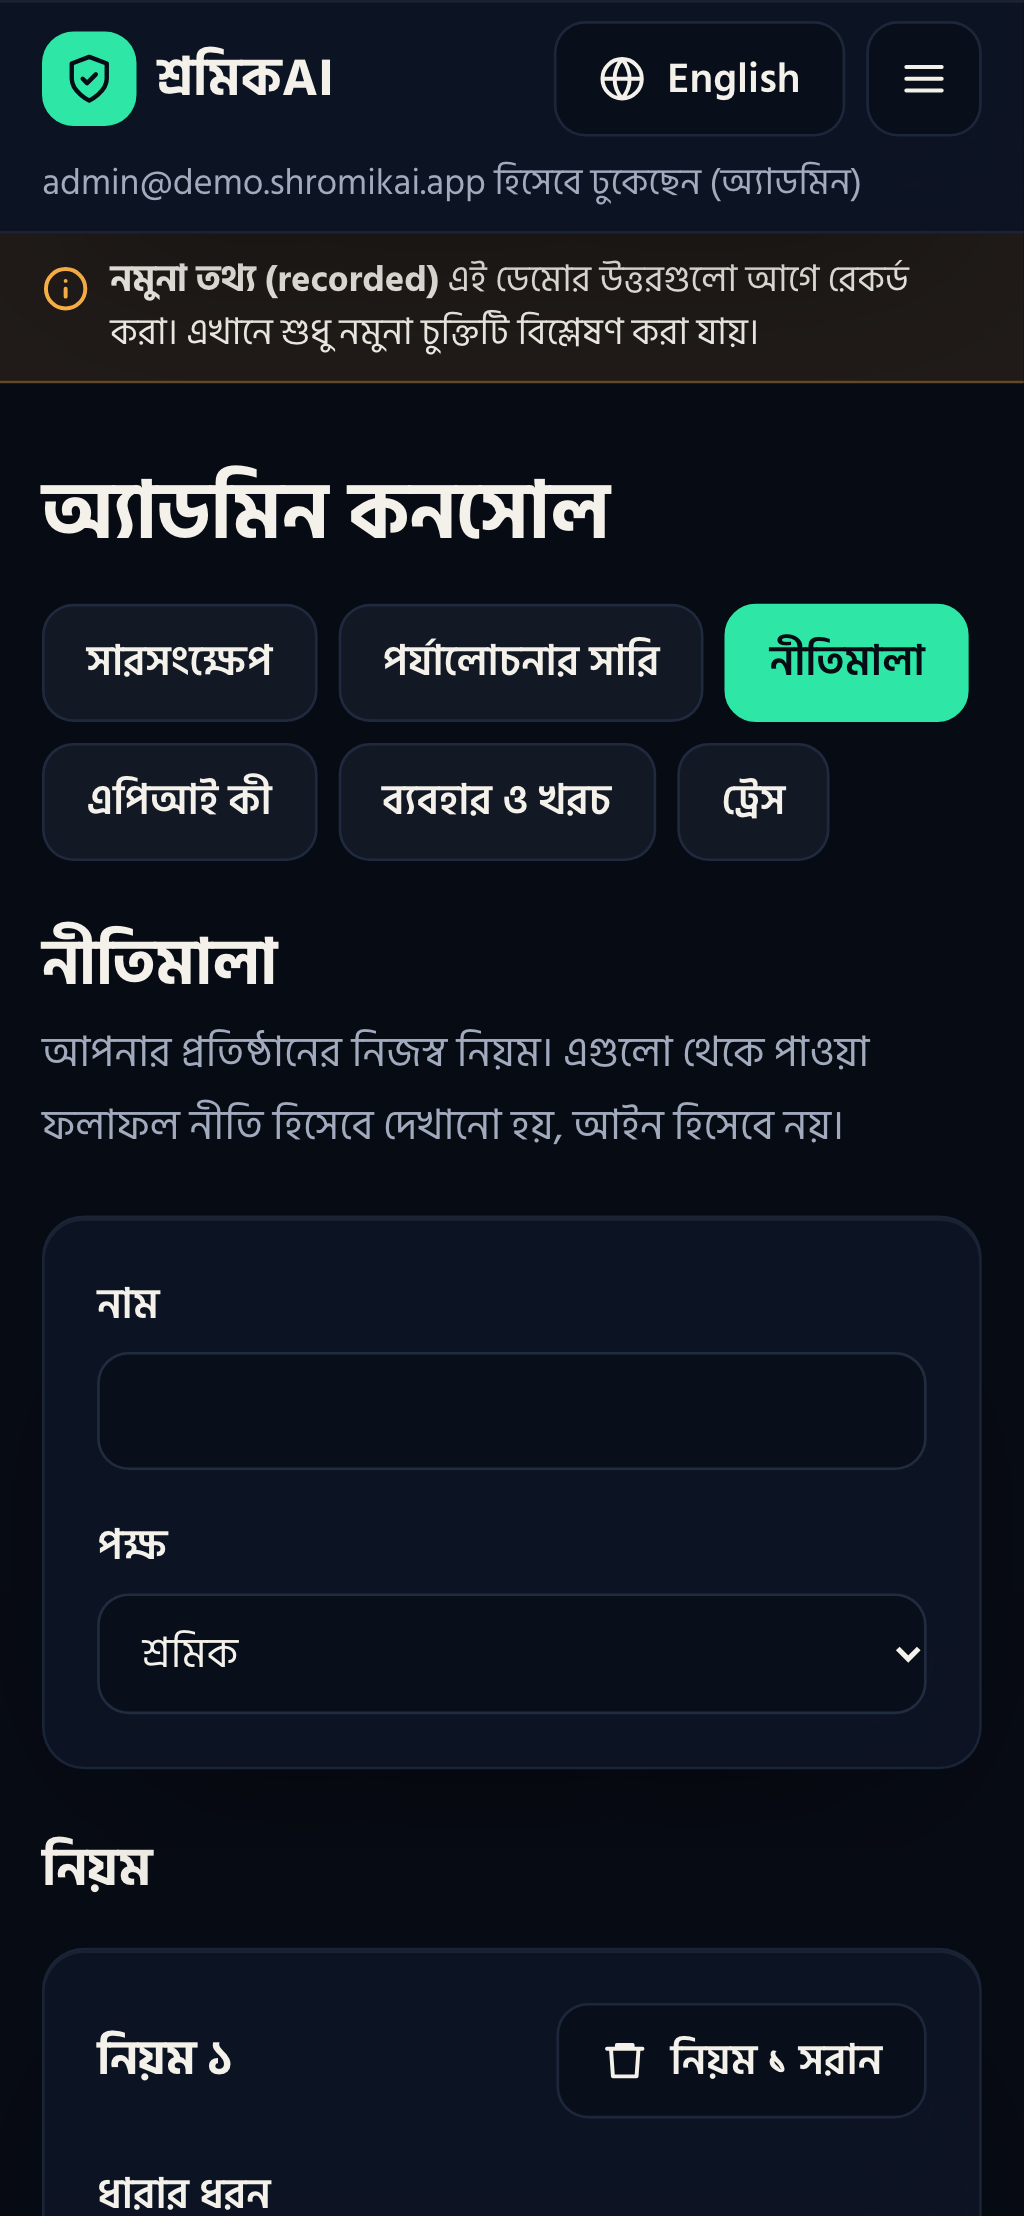 শ্রমিকAI
English
admin@demo.shromikai.app হিসেবে ঢুকেছেন (অ্যাডমিন)
নমুনা তথ্য (recorded) এই ডেমোর উত্তরগুলো আগে রেকর্ড
করা। এখানে শুধু নমুনা চুক্তিটি বিশ্লেষণ করা যায়।
অ্যাডমিন কনসোল
সারসংক্ষেপ
পর্যালোচনার সারি
নীতিমালা
এপিআই কী
ব্যবহার ও খরচ
ট্রেস
নীতিমালা
আপনার প্রতিষ্ঠানের নিজস্ব নিয়ম। এগুলো থেকে পাওয়া
ফলাফল নীতি হিসেবে দেখানো হয়, আইন হিসেবে নয়।
নাম
পক্ষ
শ্রমিক
নিয়ম
নিয়ম ১
নিয়ম ১ সরান
ধারার ধরন